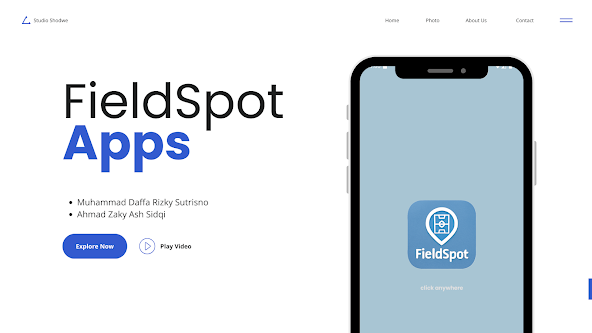 Studio Shodwe
Home
Photo
About Us
Contact
FieldSpot
Apps
Muhammad Daffa Rizky Sutrisno
Ahmad Zaky Ash Sidqi
Explore Now
Play Video
FieldSpot
click anywhere